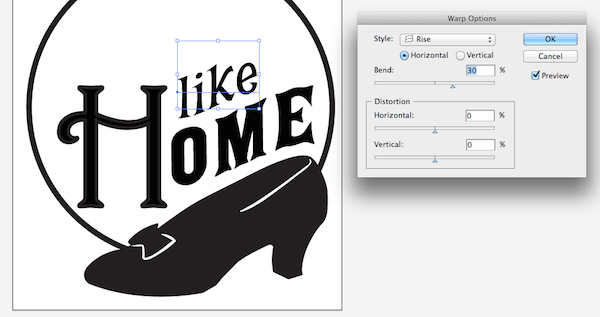 like
HOME
Warp Options
Style: Rise
Horizontal Vertical
Bend: 30 %
Distortion
Horizontal: 0 %
Vertical: 0 %
OK
Cancel
Preview